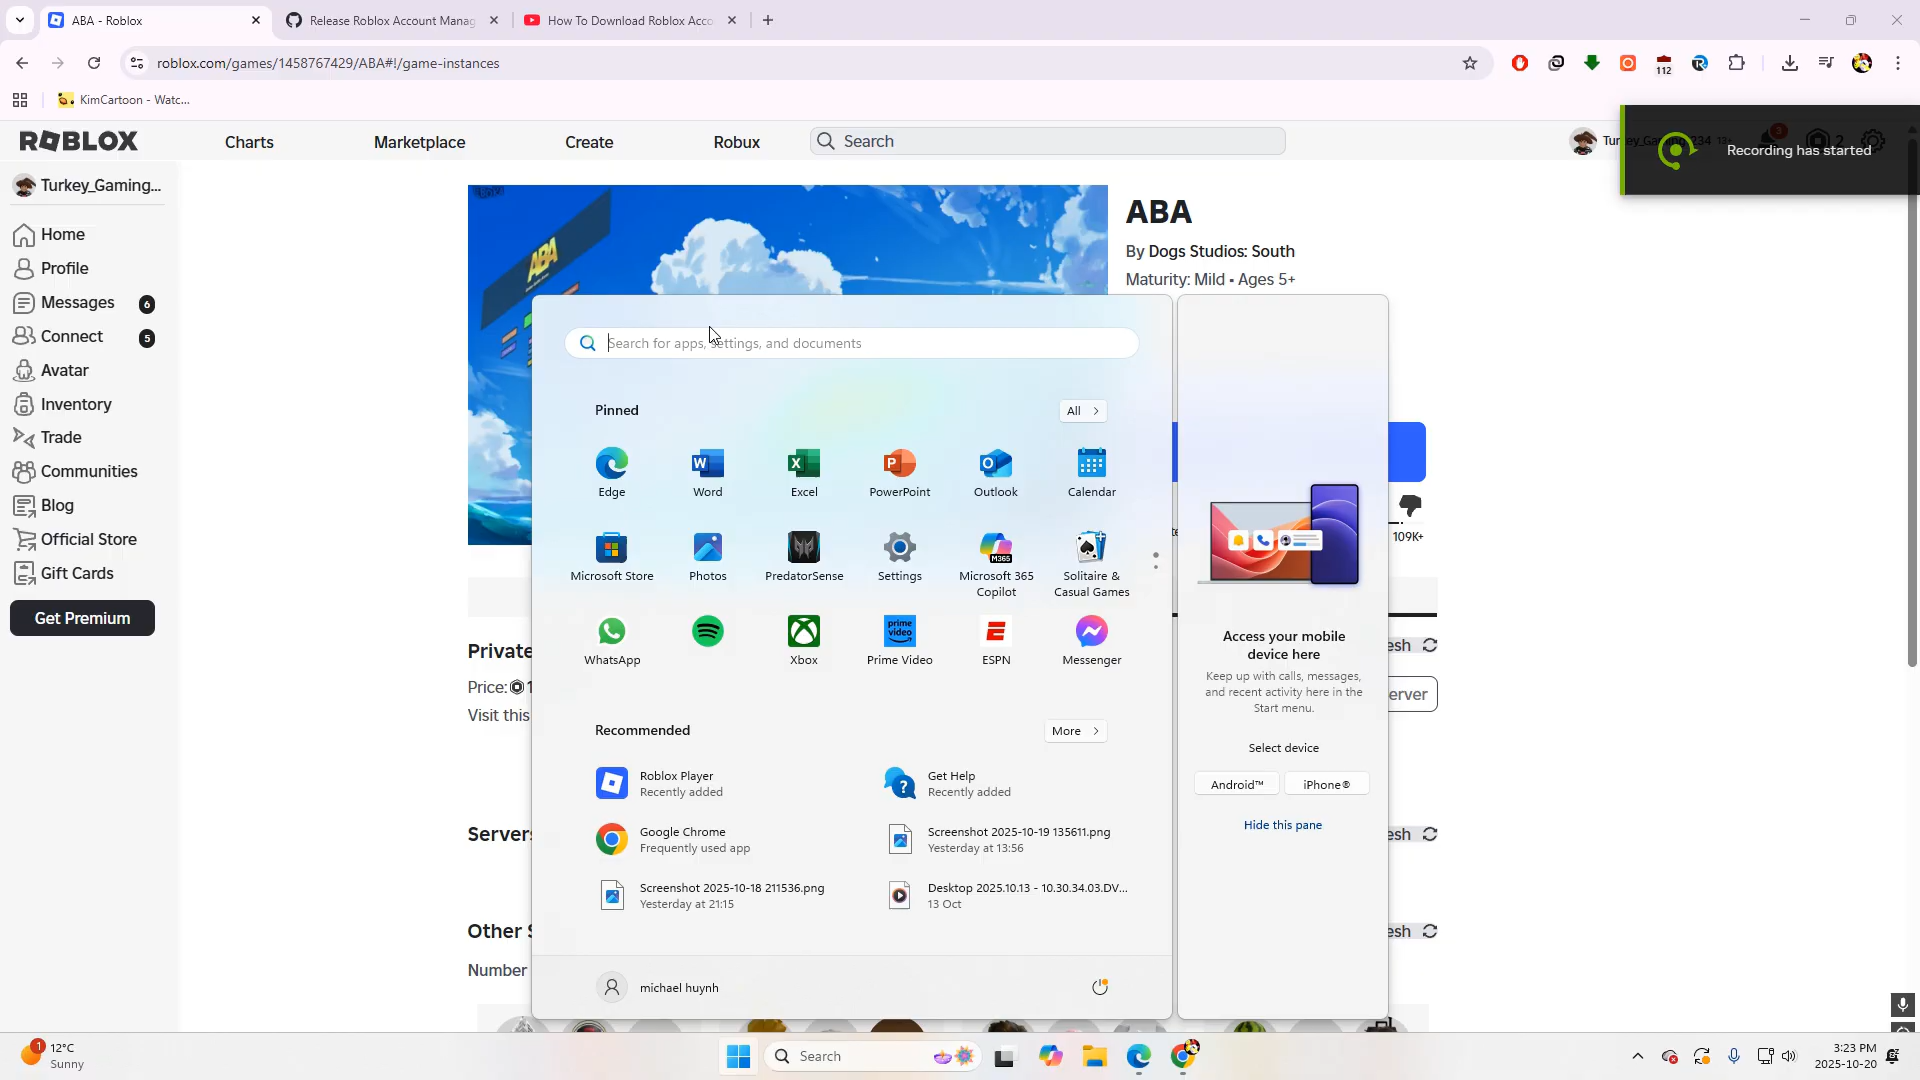 ABA - Roblox
Release Roblox Account Manag
How To Download Roblox Acco
roblox.com/games/1458767429/ABA#!/game-instances
112
KimCartoon - Watc...
ROBLOX
Charts
Marketplace
Create
Robux
Search
Recording has started
Turkey_Gaming...
Home
Profile
Messages
6
Connect
5
Avatar
Inventory
Trade
Communities
Blog
Official Store
Gift Cards
Get Premium
ABA
ABA
By Dogs Studios: South
Maturity: Mild • Ages 5+
109K+
Private
Price:
Visit this
Servers
Other S
Number
esh
erver
esh
esh
Search for apps, settings, and documents
Pinned
All
Edge
Word
Excel
PowerPoint
Outlook
Calendar
Microsoft Store
Photos
PredatorSense
Settings
Microsoft 365 Copilot
Solitaire & Casual Games
M365
WhatsApp
Xbox
prime video
Prime Video
ESPN
Messenger
Recommended
More
Roblox Player
Recently added
Get Help
Recently added
Google Chrome
Frequently used app
Screenshot 2025-10-19 135611.png
Yesterday at 13:56
Screenshot 2025-10-18 211536.png
Yesterday at 21:15
Desktop 2025.10.13 - 10.30.34.03.DV...
13 Oct
michael huynh
Access your mobile
device here
Keep up with calls, messages,
and recent activity here in the
Start menu.
Select device
Android™
iPhone®
Hide this pane
1
12°C
Sunny
Search
3:23 PM
2025-10-20